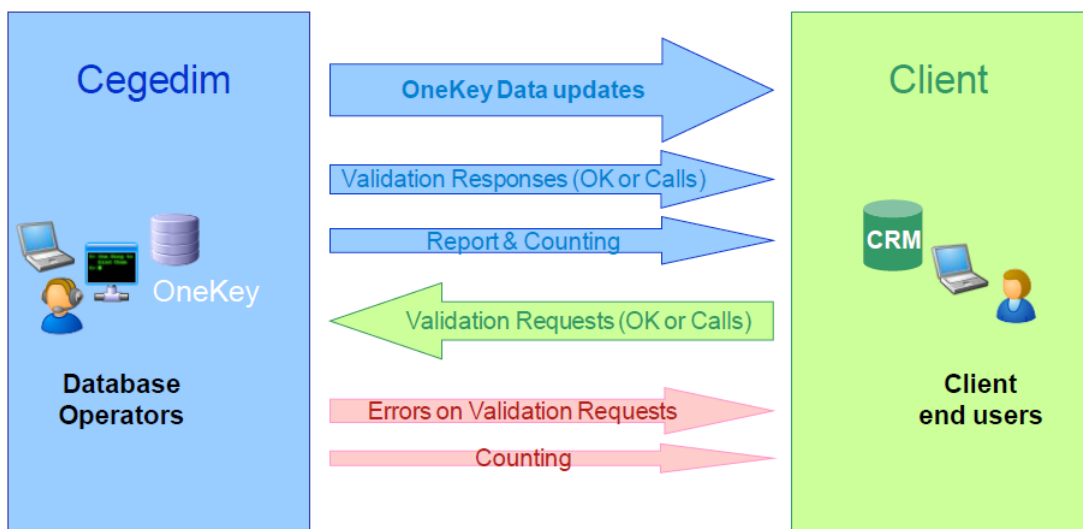 Cegedim
Client
OneKey Data updates
Validation Responses (OK or Calls)
Report & Counting
CRM
OneKey
Validation Requests (OK or Calls)
Database
Operators
Client
end users
Errors on Validation Requests
Counting